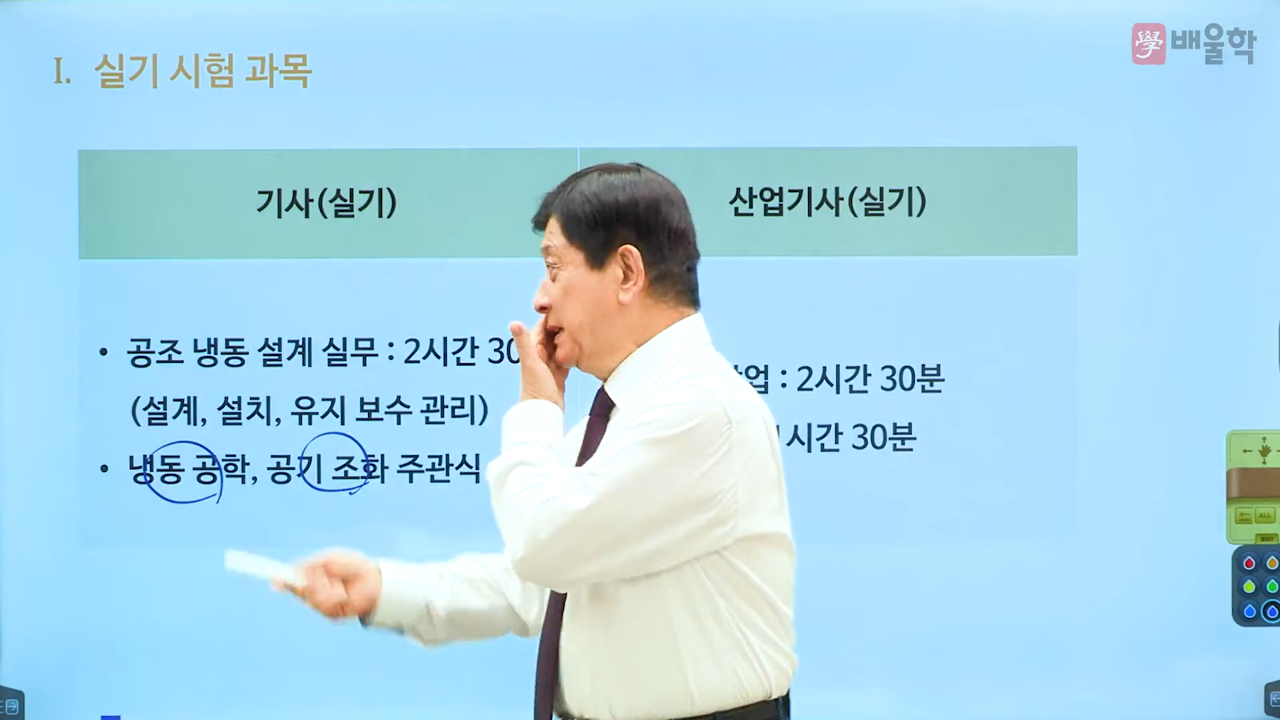 I. 실기 시험 과목
學 배울학
기사(실기)
산업기사(실기)
• 공조 냉동 설계 실무 : 2시간 30
(설계, 설치, 유지 보수 관리)
• 냉동 공학, 공기 조화 주관식
업 : 2시간 30분
1시간 30분
ALL